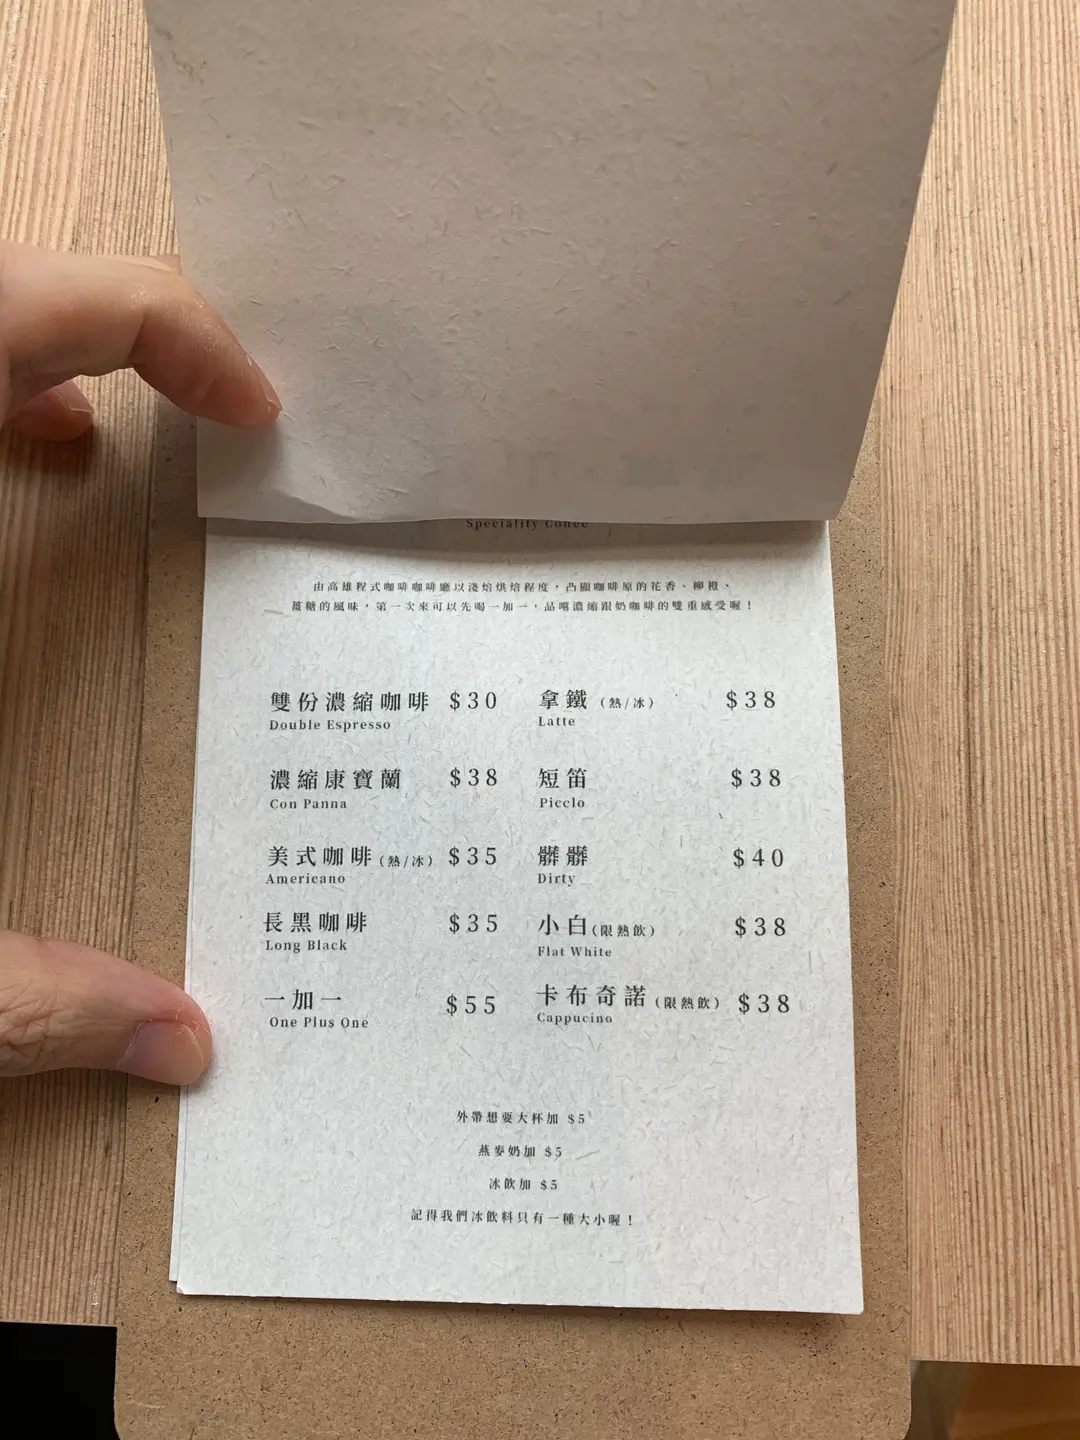 Speciality Coffee
由高雄程式咖啡咖啡廳以淺焙烘焙程度，凸顯咖啡原的花香、柳橙、
蔗糖的風味，第一次來可以先喝一加一，品嚐濃縮跟奶咖啡的雙重感受喔！
雙份濃縮咖啡 $30
Double Espresso
濃縮康寶蘭 $38
Con Panna
美式咖啡(熱/冰) $35
Americano
長黑咖啡 $35
Long Black
一加一 $55
One Plus One
拿鐵 (熱/冰) $38
Latte
短笛 $38
Picclo
髒髒 $40
Dirty
小白(限熱飲) $38
Flat White
卡布奇諾(限熱飲) $38
Cappucino
外帶想要大杯加 $5
燕麥奶加 $5
冰飲加 $5
記得我們冰飲料只有一種大小喔！